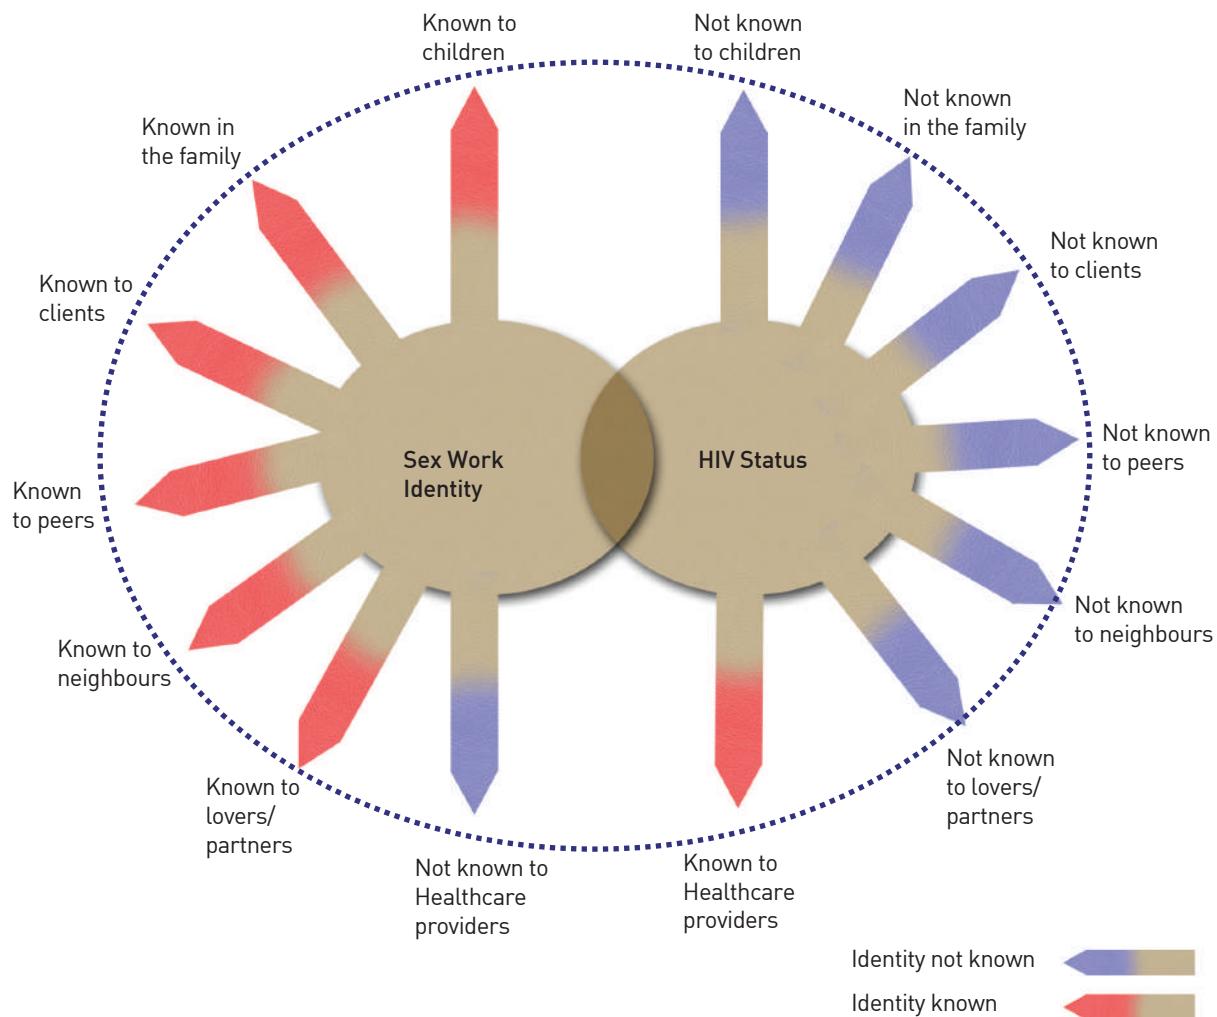 Known to
children
Not known
to children
Known in
the family
Not known
in the family
Known to
clients
Not known
to clients
Sex Work
Identity
HIV Status
Known
to peers
Not known
to peers
Known to
neighbours
Not known
to neighbours
Known to
lovers/
partners
Not known
to lovers/
partners
Not known to
Healthcare
providers
Known to
Healthcare
providers
Identity not known
Identity known